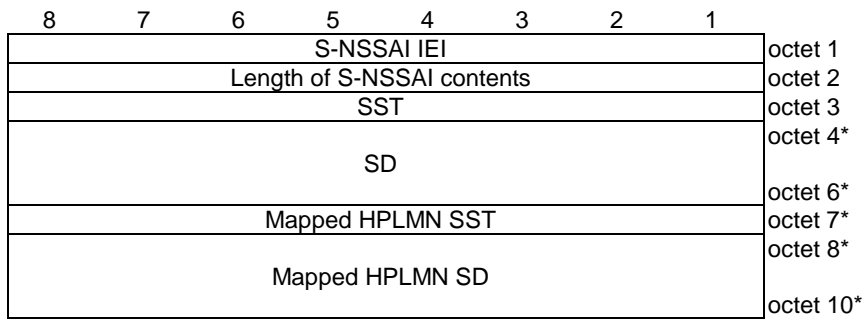 8 7 6 5 4 3 2 1
S-NSSAI IEI octet 1
Length of S-NSSAI contents octet 2
SST octet 3
octet 4*
SD
octet 6*
Mapped HPLMN SST octet 7*
octet 8*
Mapped HPLMN SD
octet 10*